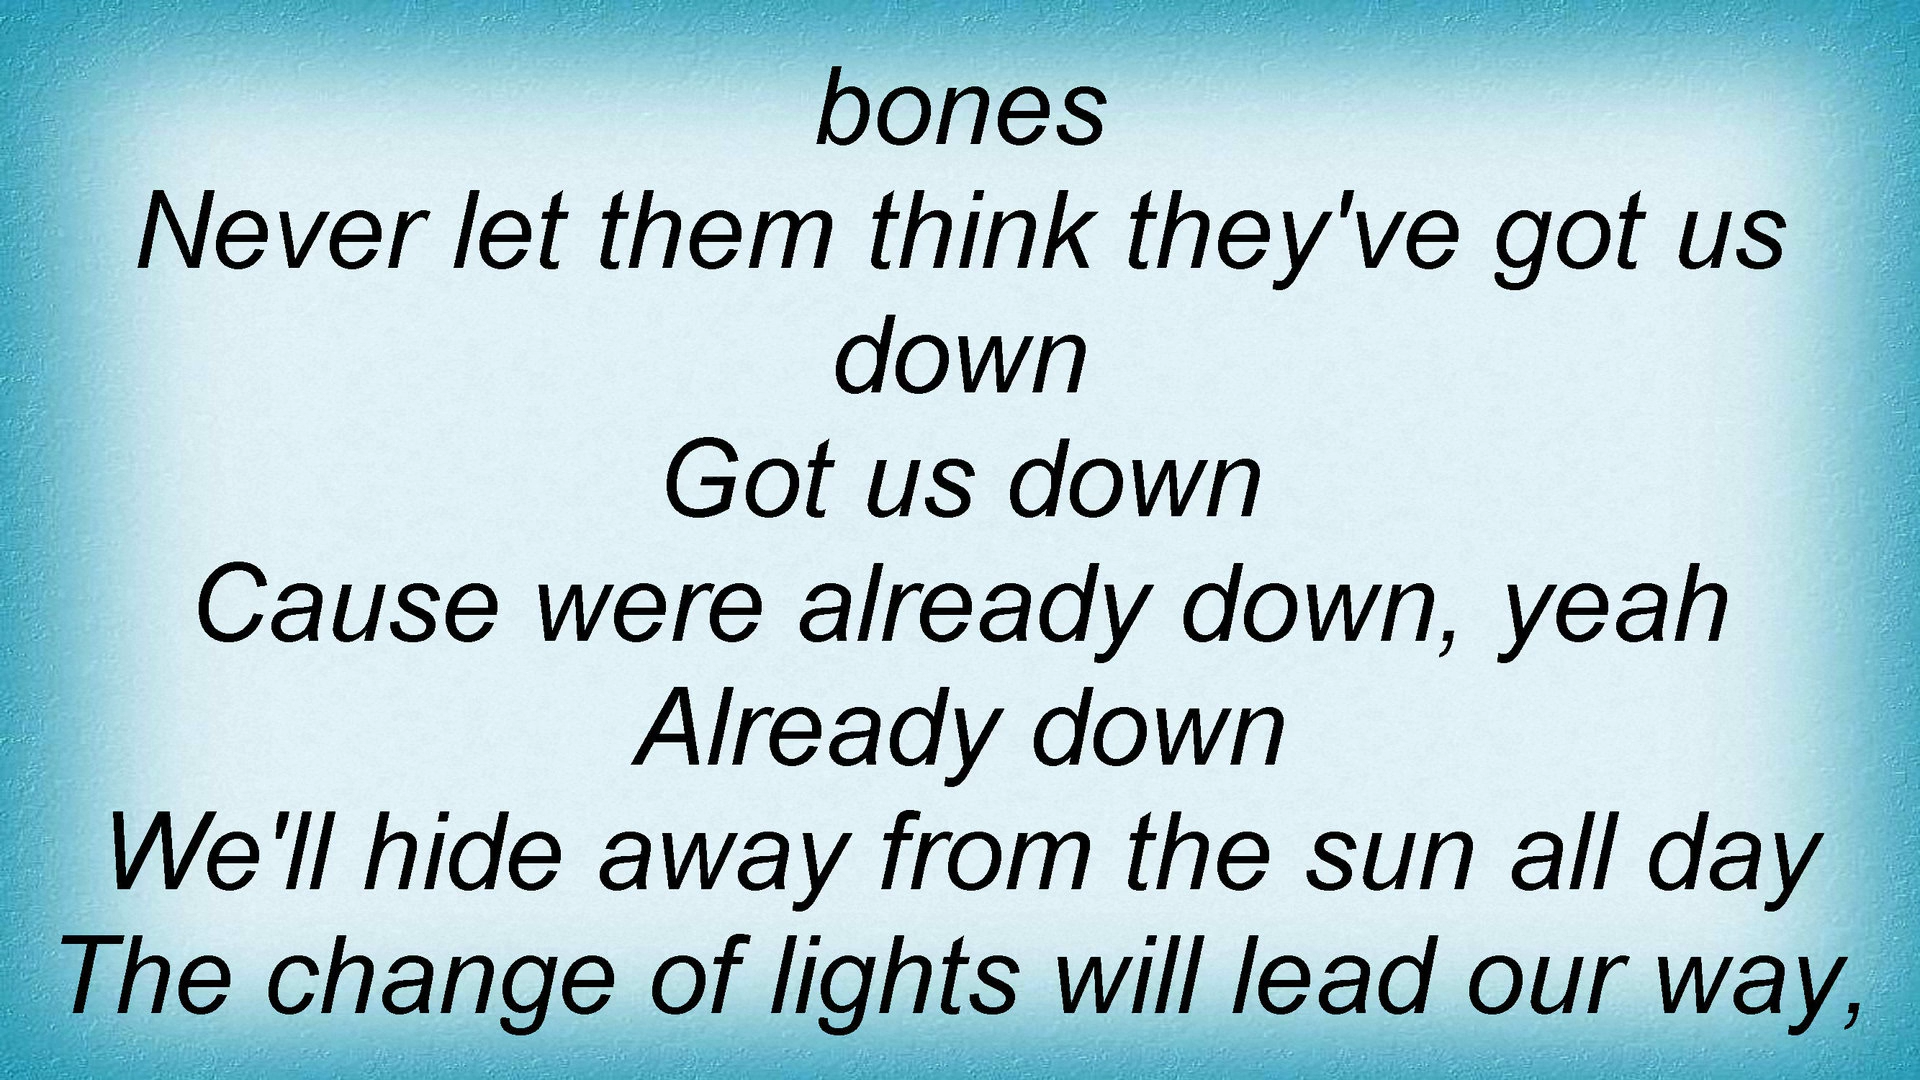 bones
Never let them think they've got us
down
Got us down
Cause were already down, yeah
Already down
We'll hide away from the sun all day
The change of lights will lead our way,